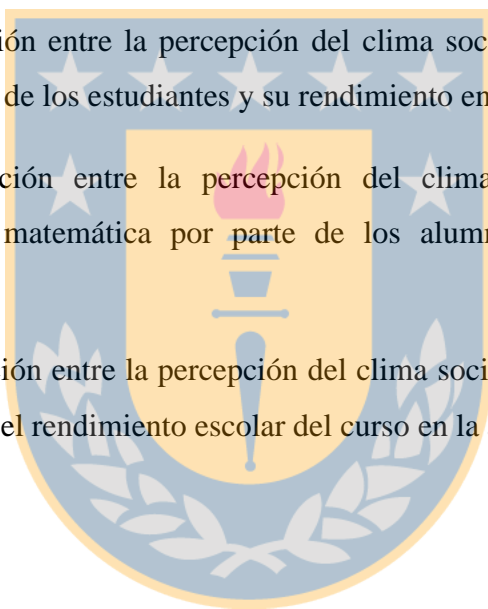 ión entre la percepción del clima soc
de los estudiantes y su rendimiento en
ción entre la percepción del clima
matemática por parte de los alum
ión entre la percepción del clima soci
el rendimiento escolar del curso en la